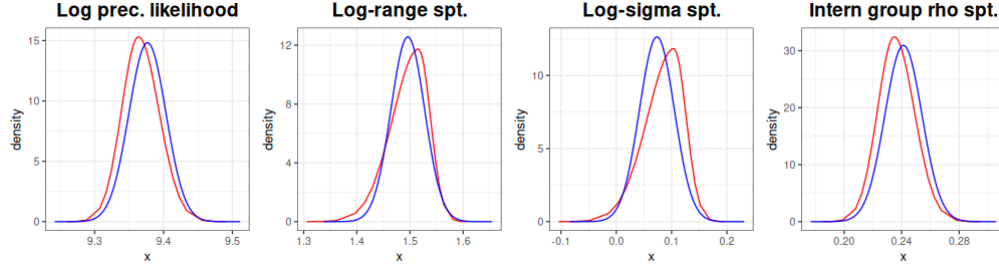 Log prec. likelihood
15
10
5
0
density
9.3 9.4 9.5
x
Log-range spt.
12
8
4
0
density
1.3 1.4 1.5 1.6
x
Log-sigma spt.
10
5
0
density
-0.1 0.0 0.1 0.2
x
Intern group rho spt.
30
20
10
0
density
0.20 0.24 0.28
x